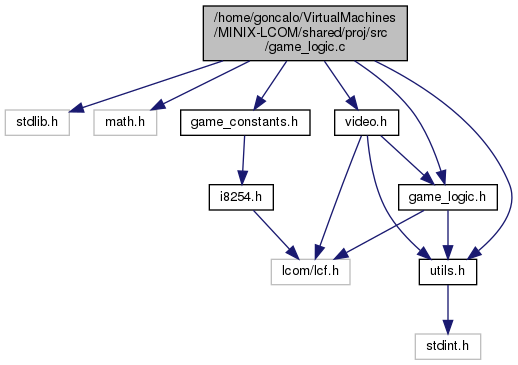 /home/goncalo/VirtualMachines
/MINIX-LCOM/shared/proj/src
/game_logic.c
stdlib.h
math.h
game_constants.h
video.h
i8254.h
game_logic.h
lcom/lcf.h
utils.h
stdint.h